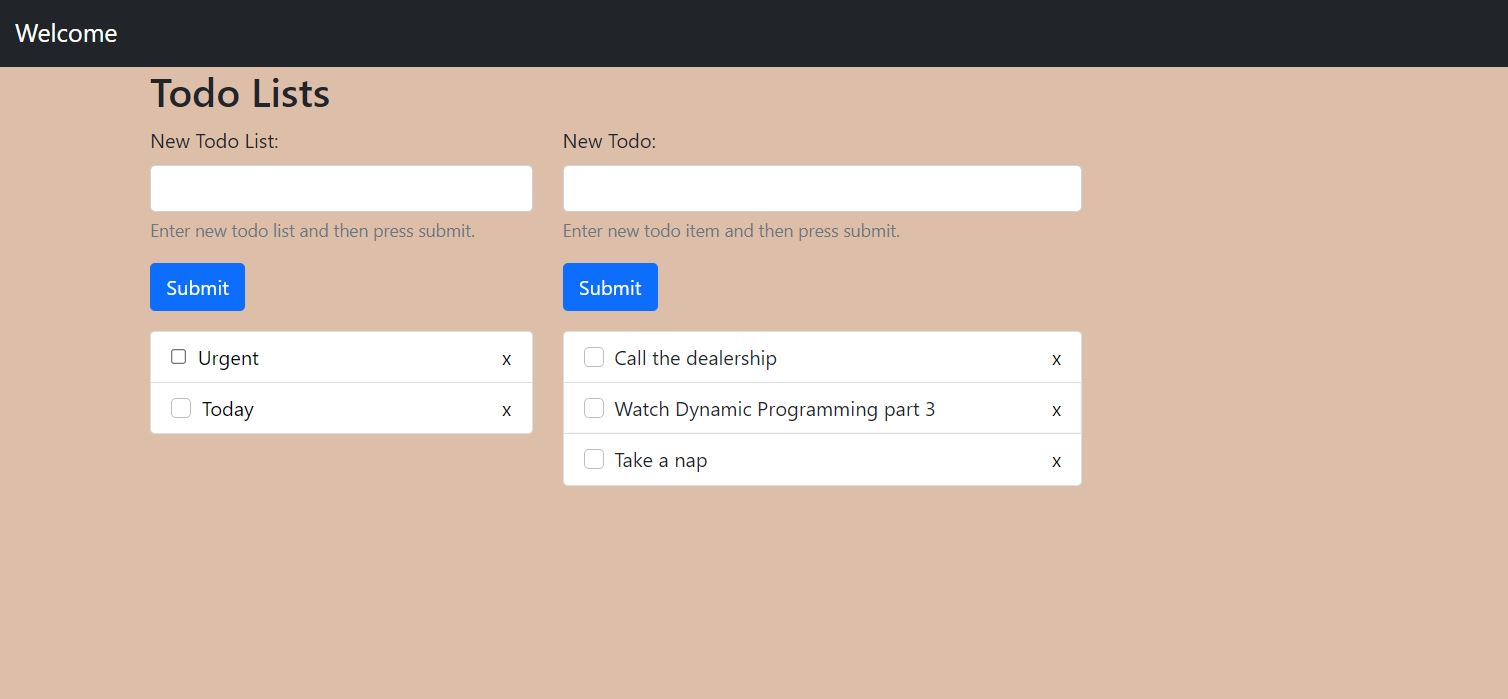 Welcome
Todo Lists
New Todo List:
Enter new todo list and then press submit.
Submit
Urgent x
Today x
New Todo:
Enter new todo item and then press submit.
Submit
Call the dealership x
Watch Dynamic Programming part 3 x
Take a nap x